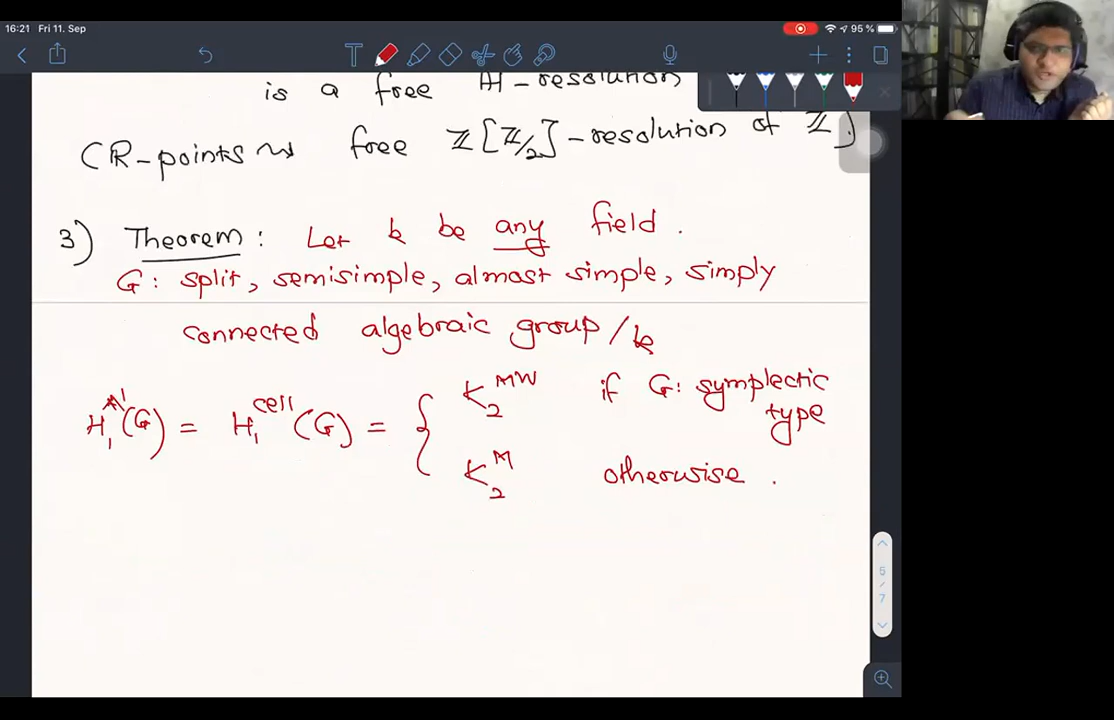 16:21 Fri 11. Sep 95 %
is a free 𝔸¹-resolution
(ℝ-points ⇝ free ℤ[ℤ/2]-resolution of ℤ)
3) Theorem : Let k be any field .
G : split, semisimple, almost simple, simply
connected algebraic group /k
H₁^{A¹}(G) = H₁^{cell}(G) = { K₂^{MW} if G : symplectic type
K₂^{M} otherwise .
5 / 7